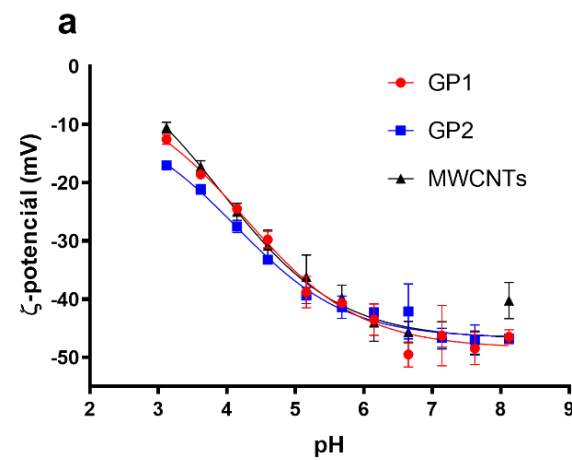 a
0
-10
-20
-30
-40
-50
ζ-potenciál (mV)
GP1
GP2
MWCNTs
2 3 4 5 6 7 8 9
pH